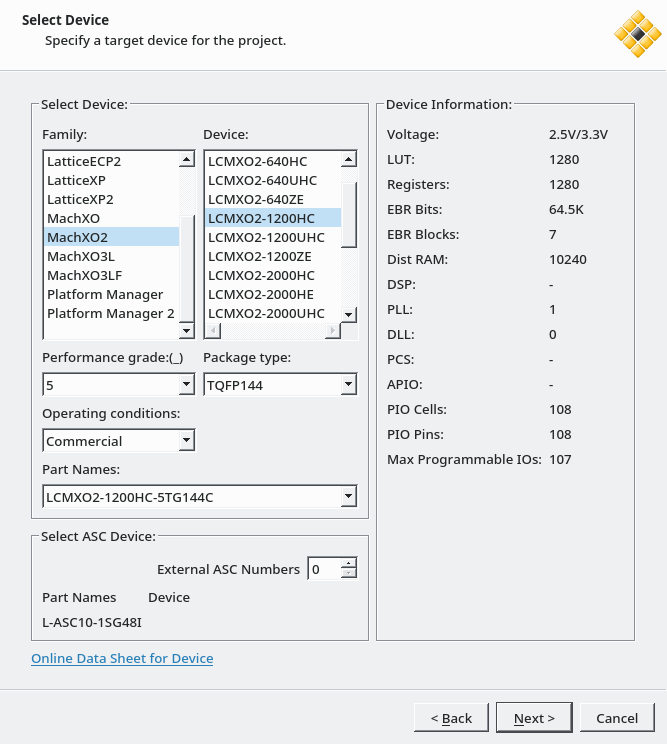 Select Device
Specify a target device for the project.
Select Device:
Family:
LatticeECP2
LatticeXP
LatticeXP2
MachXO
MachXO2
MachXO3L
MachXO3LF
Platform Manager
Platform Manager 2
Device:
LCMXO2-640HC
LCMXO2-640UHC
LCMXO2-640ZE
LCMXO2-1200HC
LCMXO2-1200UHC
LCMXO2-1200ZE
LCMXO2-2000HC
LCMXO2-2000HE
LCMXO2-2000UHC
Performance grade:(_)
5
Package type:
TQFP144
Operating conditions:
Commercial
Part Names:
LCMXO2-1200HC-5TG144C
Select ASC Device:
External ASC Numbers 0
Part Names Device
L-ASC10-1SG48I
Device Information:
Voltage: 2.5V/3.3V
LUT: 1280
Registers: 1280
EBR Bits: 64.5K
EBR Blocks: 7
Dist RAM: 10240
DSP: -
PLL: 1
DLL: 0
PCS: -
APIO: -
PIO Cells: 108
PIO Pins: 108
Max Programmable IOs: 107
Online Data Sheet for Device
< Back Next > Cancel